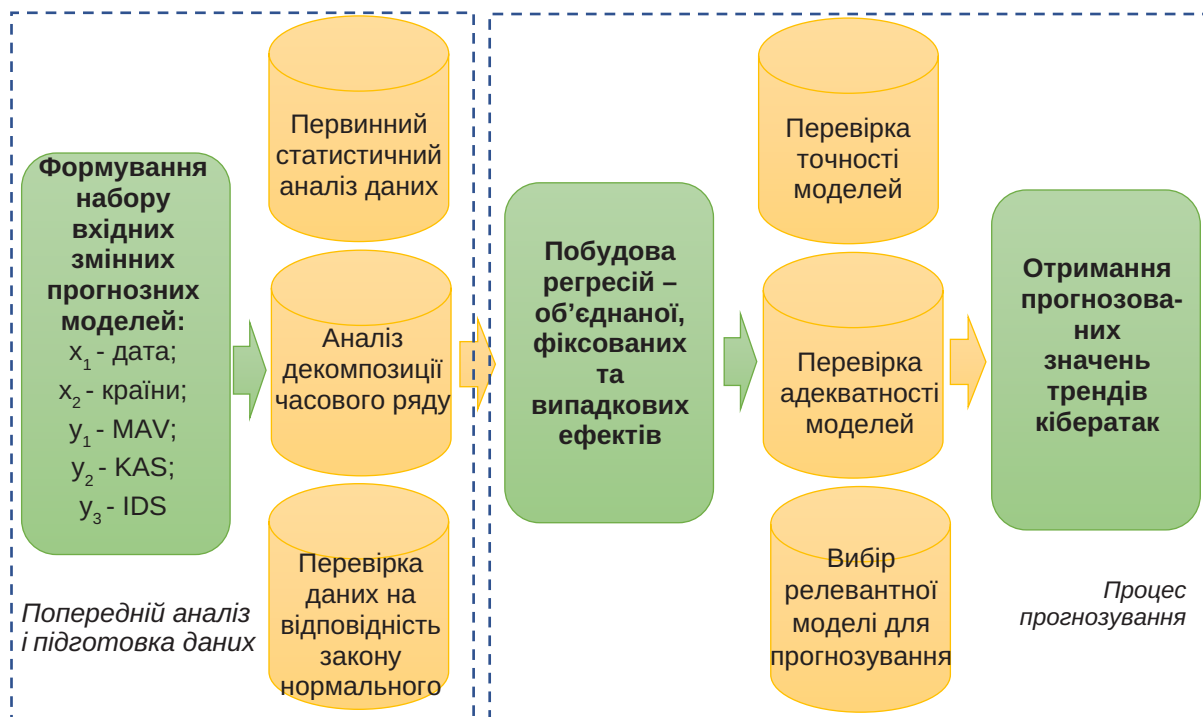 Формування
набору
вхідних
змінних
прогнозних
моделей:
x1 - дата;
x2 - країни;
y1 - MAV;
y2 - KAS;
y3 - IDS
Попередній аналіз
і підготовка даних
Первинний
статистичний
аналіз даних
Аналіз
декомпозиції
часового ряду
Перевірка
даних на
відповідність
закону
нормального
Побудова
регресій –
об’єднаної,
фіксованих
та
випадкових
ефектів
Перевірка
точності
моделей
Перевірка
адекватності
моделей
Вибір
релевантної
моделі для
прогнозування
Отримання
прогнозова-
них
значень
трендів
кібератак
Процес
прогнозування